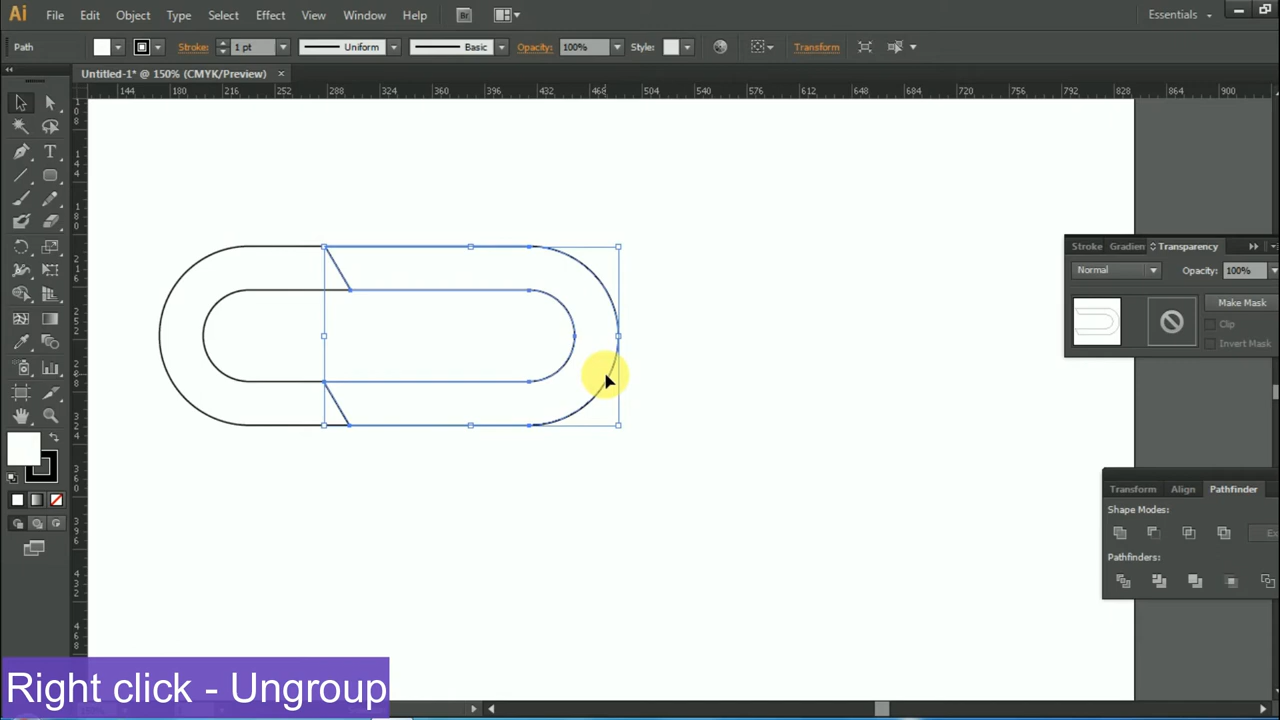 Ai File Edit Object Type Select Effect View Window Help Br Essentials
Path Stroke: 1 pt Uniform Basic Opacity: 100% Style: Transform
Untitled-1* @ 150% (CMYK/Preview) ×
144 180 216 252 288 324 360 396 432 468 504 540 576 612 648 684 720 756 792 828 864 900
Stroke Gradien Transparency
Normal Opacity: 100%
Make Mask
Clip
Invert Mask
Transform Align Pathfinder
Shape Modes:
Ex
Pathfinders:
Right click - Ungroup